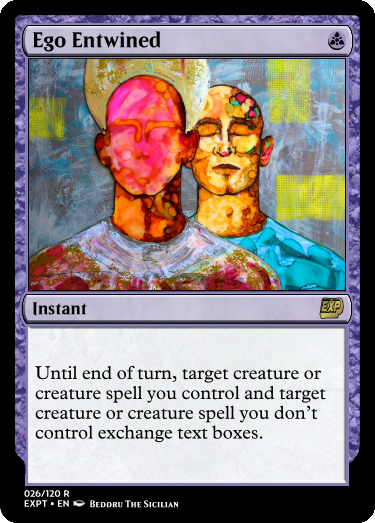 Ego Entwined
Instant
EXP
Until end of turn, target creature or
creature spell you control and target
creature or creature spell you don't
control exchange text boxes.
026/120 R
EXPT • EN Beddru The Sicilian